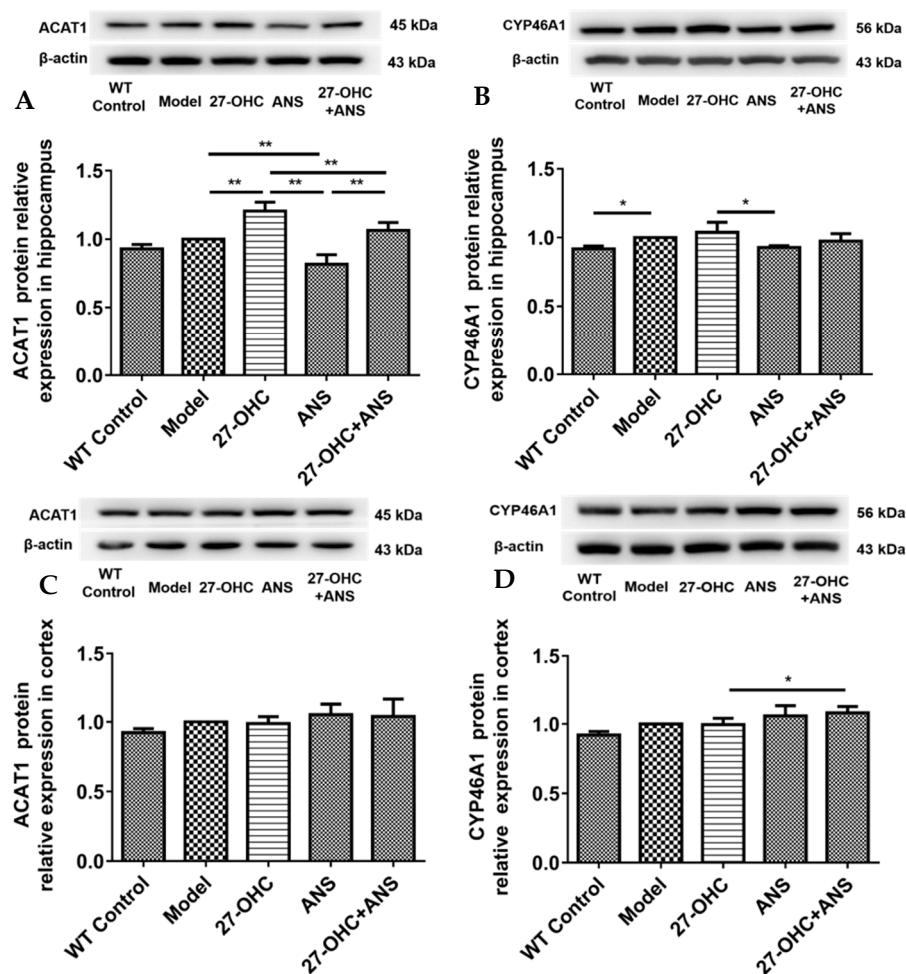 ACAT1 45 kDa
β-actin 43 kDa
WT Control Model 27-OHC ANS 27-OHC +ANS
A
ACAT1 protein relative
expression in hippocampus
** ** ** ** **
1.5
1.0
0.5
0.0
WT Control
Model
27-OHC
ANS
27-OHC+ANS
CYP46A1 56 kDa
β-actin 43 kDa
WT Control Model 27-OHC ANS 27-OHC +ANS
B
CYP46A1 protein relative
expression in hippocampus
* *
1.5
1.0
0.5
0.0
WT Control
Model
27-OHC
ANS
27-OHC+ANS
ACAT1 45 kDa
β-actin 43 kDa
WT Control Model 27-OHC ANS 27-OHC +ANS
C
ACAT1 protein
relative expression in cortex
1.5
1.0
0.5
0.0
WT Control
Model
27-OHC
ANS
27-OHC+ANS
CYP46A1 56 kDa
β-actin 43 kDa
WT Control Model 27-OHC ANS 27-OHC +ANS
D
CYP46A1 protein
relative expression in cortex
*
1.5
1.0
0.5
0.0
WT Control
Model
27-OHC
ANS
27-OHC+ANS